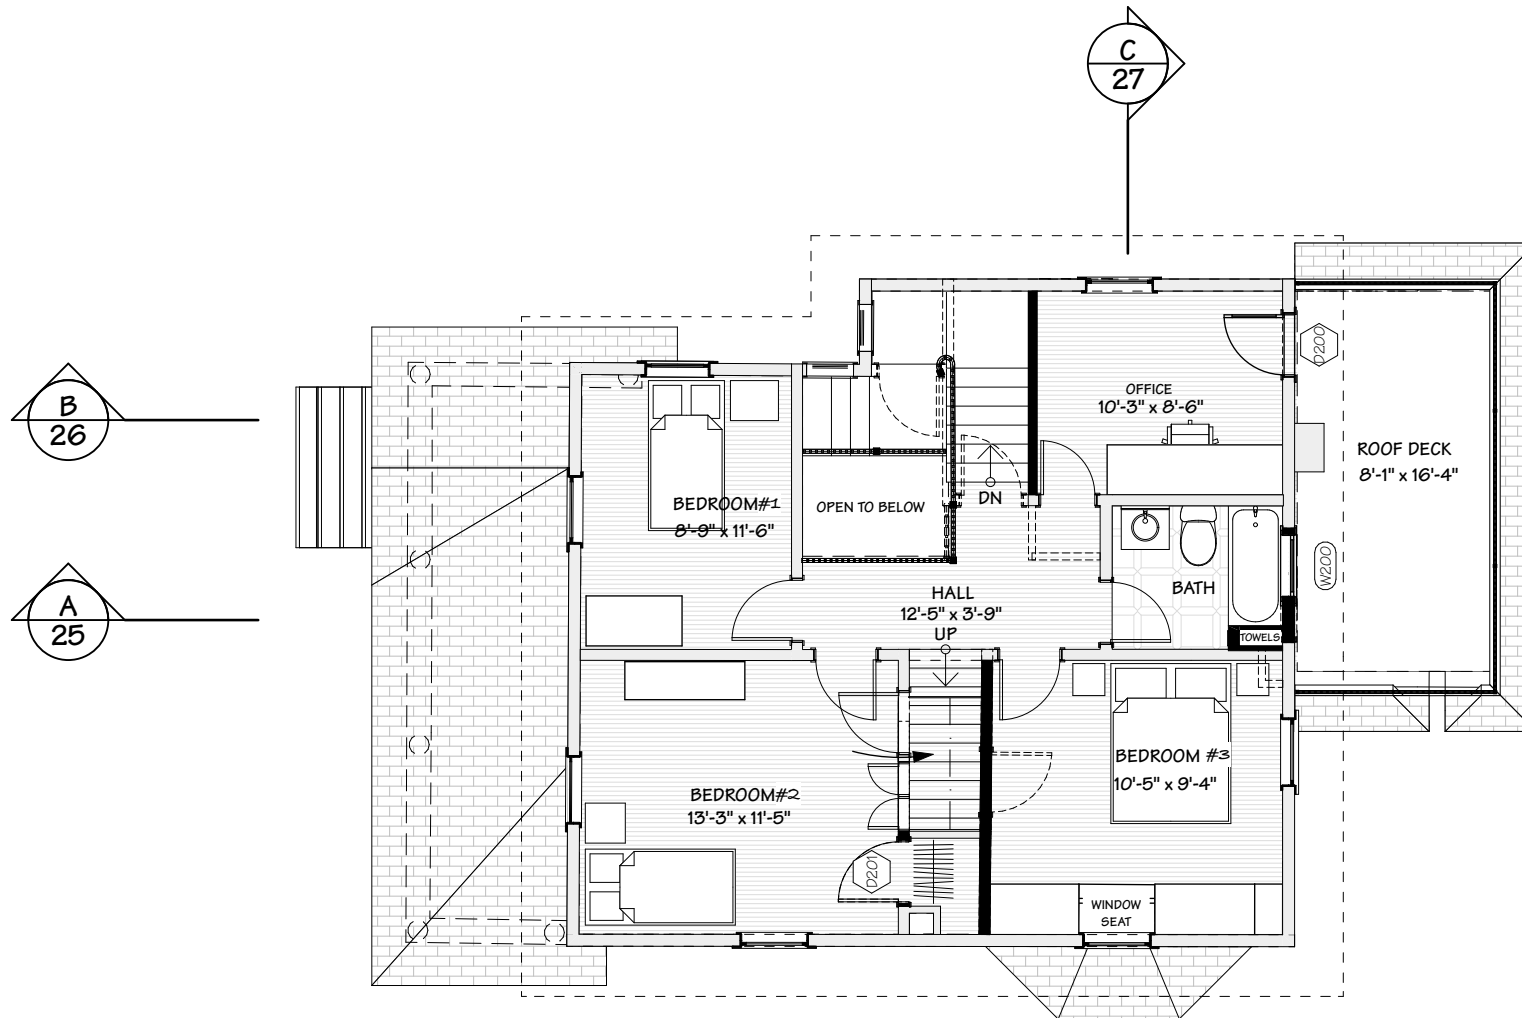 C
27
B
26
A
25
OFFICE
10'-3" x 8'-6"
D200
ROOF DECK
8'-1" x 16'-4"
BEDROOM#1
8'-9" x 11'-6"
OPEN TO BELOW
DN
W200
BATH
HALL
12'-5" x 3'-9"
UP
TOWELS
BEDROOM #3
10'-5" x 9'-4"
BEDROOM#2
13'-3" x 11'-5"
D201
WINDOW
SEAT